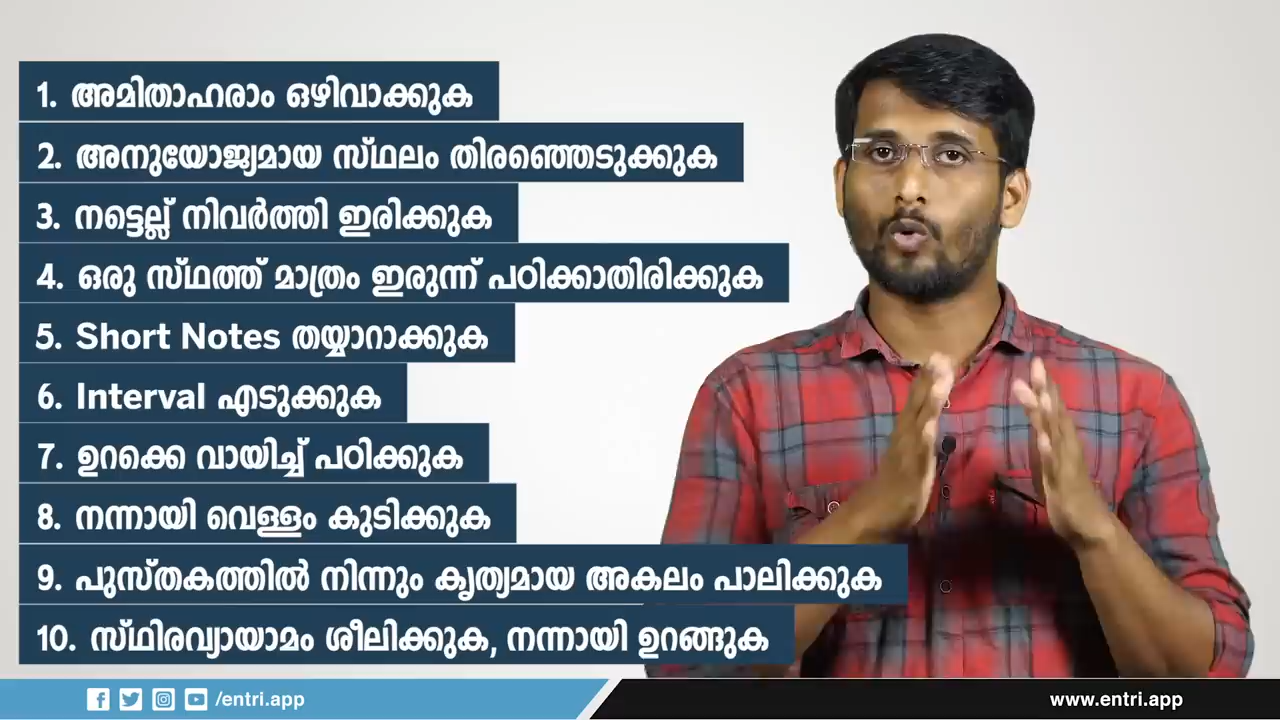 1. അമിതാഹരാം ഒഴിവാക്കുക
2. അനുയോജ്യമായ സ്ഥലം തിരഞ്ഞെടുക്കുക
3. നട്ടെല്ല് നിവർത്തി ഇരിക്കുക
4. ഒരു സ്ഥത്ത് മാത്രം ഇരുന്ന് പഠിക്കാതിരിക്കുക
5. Short Notes തയ്യാറാക്കുക
6. Interval എടുക്കുക
7. ഉറക്കെ വായിച്ച് പഠിക്കുക
8. നന്നായി വെള്ളം കുടിക്കുക
9. പുസ്തകത്തിൽ നിന്നും കൃത്യമായ അകലം പാലിക്കുക
10. സ്ഥിരവ്യായാമം ശീലിക്കുക, നന്നായി ഉറങ്ങുക
/entri.app
www.entri.app